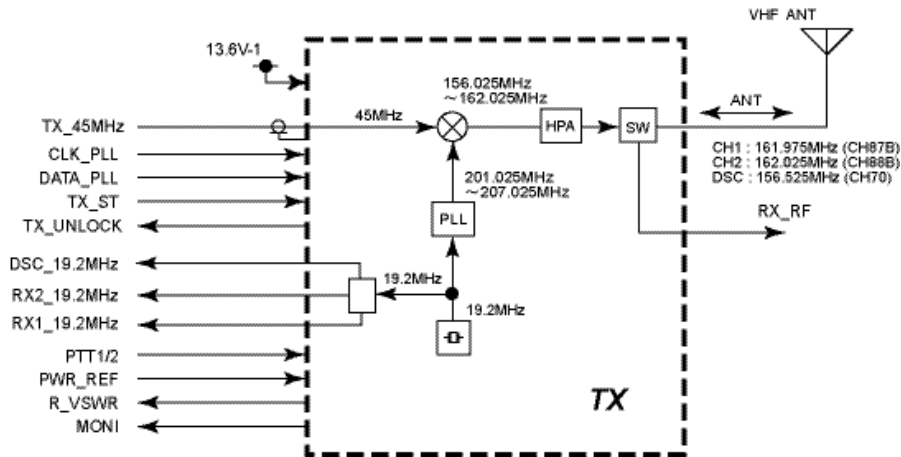 VHF ANT
13.6V-1
156.025MHz
~162.025MHz
ANT
TX_45MHz
45MHz
HPA
SW
CLK_PLL
CH1 : 161.975MHz (CH87B)
CH2 : 162.025MHz (CH88B)
DSC : 156.525MHz (CH70)
DATA_PLL
201.025MHz
~207.025MHz
TX_ST
PLL
RX_RF
TX_UNLOCK
DSC_19.2MHz
19.2MHz
RX2_19.2MHz
19.2MHz
RX1_19.2MHz
PTT1/2
PWR_REF
TX
R_VSWR
MONI